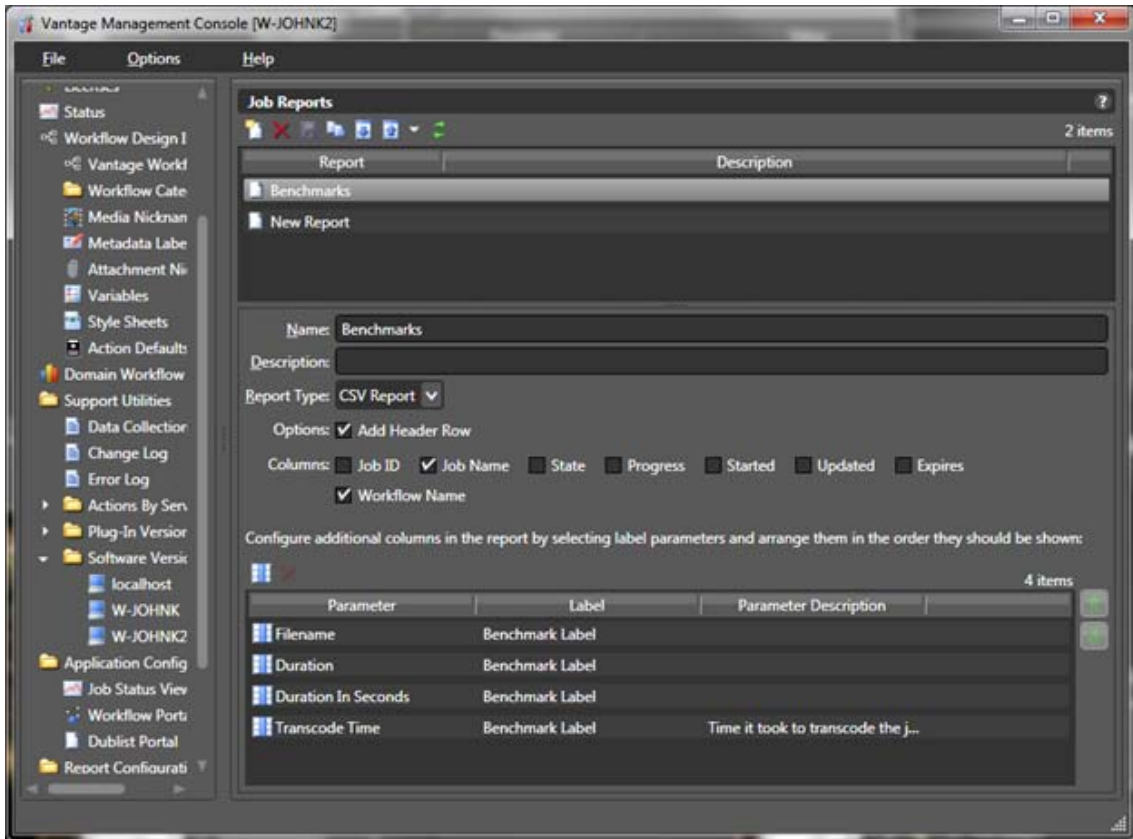 Vantage Management Console [W-JOHNK2]
File Options Help
Status
Workflow Design I
Vantage Workf
Workflow Cate
Media Nicknan
Metadata Labe
Attachment Ni
Variables
Style Sheets
Action Defaults
Domain Workflow
Support Utilities
Data Collection
Change Log
Error Log
Actions By Serv
Plug-In Version
Software Versic
localhost
W-JOHNK
W-JOHNK2
Application Config
Job Status View
Workflow Porta
Dublist Portal
Report Configurati
Job Reports ?
2 items
Report Description
Benchmarks
New Report
Name: Benchmarks
Description:
Report Type: CSV Report
Options: Add Header Row
Columns: Job ID Job Name State Progress Started Updated Expires
Workflow Name
Configure additional columns in the report by selecting label parameters and arrange them in the order they should be shown:
4 items
Parameter Label Parameter Description
Filename Benchmark Label
Duration Benchmark Label
Duration In Seconds Benchmark Label
Transcode Time Benchmark Label Time it took to transcode the j...